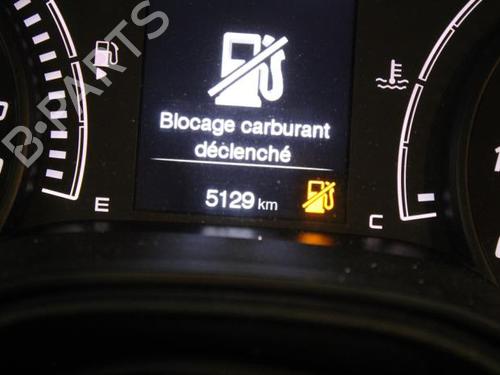 Blocage carburant
déclenché
5129 km
E
C
B-PARTS